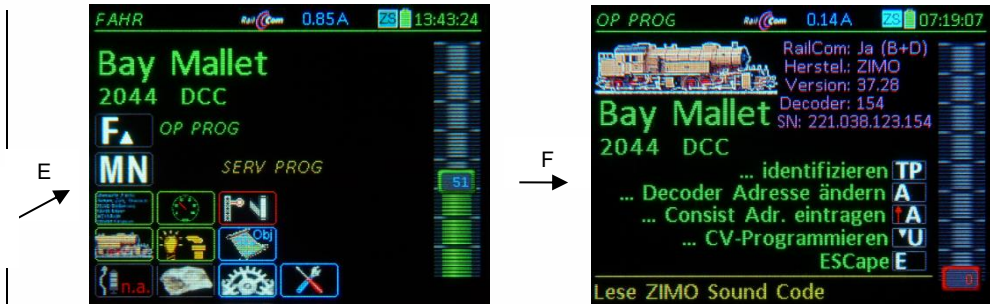 E
FAHR RailCom 0.85 A ZS 13:43:24
Bay Mallet
2044 DCC
F▲ OP PROG
MN SERV PROG
51
Obj
n.a.
F
OP PROG RailCom 0.14 A ZS 07:19:07
RailCom: Ja (B+D)
Herstel.: ZIMO
Version: 37.28
Decoder: 154
SN: 221.038.123.154
Bay Mallet
2044 DCC
... identifizieren TP
... Decoder Adresse ändern A
... Consist Adr. eintragen ↑A
... CV-Programmieren ▼U
ESCape E
0
Lese ZIMO Sound Code